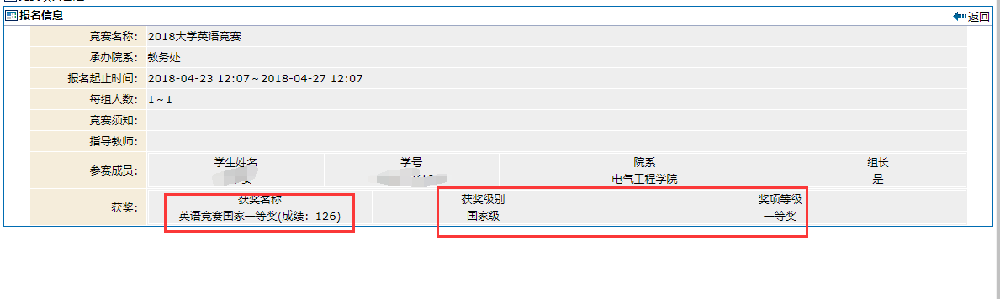 报名信息
返回
竞赛名称： 2018大学英语竞赛
承办院系： 教务处
报名起止时间： 2018-04-23 12:07～2018-04-27 12:07
每组人数： 1～1
竞赛须知：
指导教师：
参赛成员：
学生姓名 学号 院系 组长
电气工程学院 是
获奖：
获奖名称 获奖级别 奖项等级
英语竞赛国家一等奖(成绩：126) 国家级 一等奖